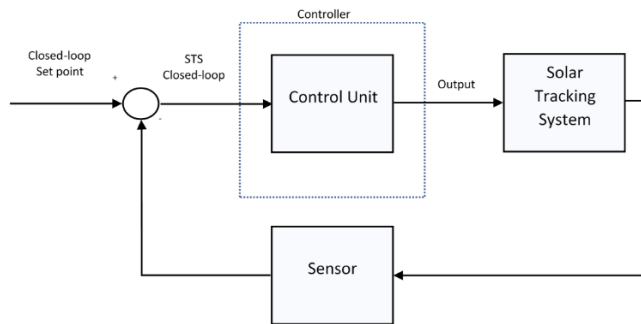 Controller
Closed-loop
Set point
+
STS
Closed-loop
-
Control Unit
Output
Solar
Tracking
System
Sensor